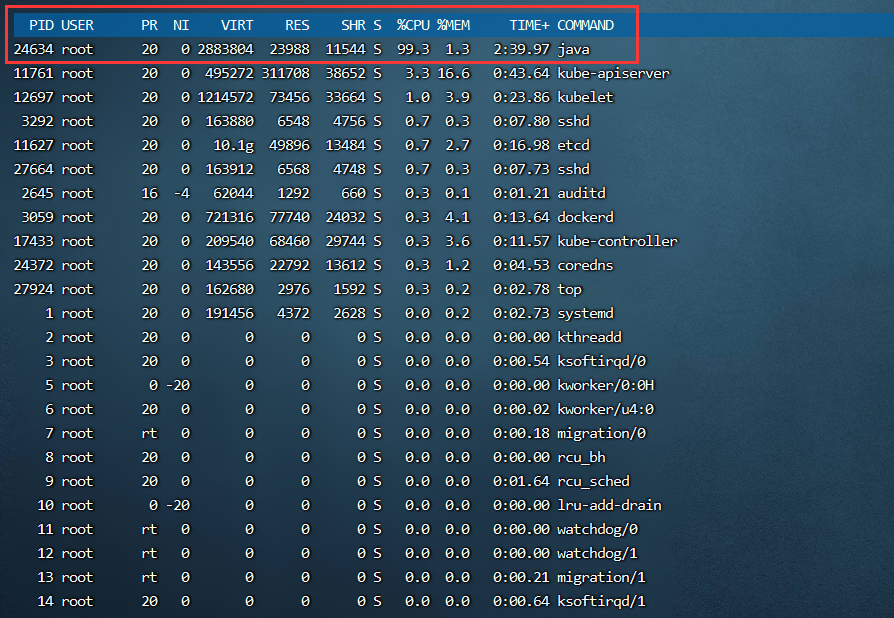 PID USER PR NI VIRT RES SHR S %CPU %MEM TIME+ COMMAND
24634 root 20 0 2883804 23988 11544 S 99.3 1.3 2:39.97 java
11761 root 20 0 495272 311708 38652 S 3.3 16.6 0:43.64 kube-apiserver
12697 root 20 0 1214572 73456 33664 S 1.0 3.9 0:23.86 kubelet
3292 root 20 0 163880 6548 4756 S 0.7 0.3 0:07.80 sshd
11627 root 20 0 10.1g 49896 13484 S 0.7 2.7 0:16.98 etcd
27664 root 20 0 163912 6568 4748 S 0.7 0.3 0:07.73 sshd
2645 root 16 -4 62044 1292 660 S 0.3 0.1 0:01.21 auditd
3059 root 20 0 721316 77740 24032 S 0.3 4.1 0:13.64 dockerd
17433 root 20 0 209540 68460 29744 S 0.3 3.6 0:11.57 kube-controller
24372 root 20 0 143556 22792 13612 S 0.3 1.2 0:04.53 coredns
27924 root 20 0 162680 2976 1592 S 0.3 0.2 0:02.78 top
1 root 20 0 191456 4372 2628 S 0.0 0.2 0:02.73 systemd
2 root 20 0 0 0 0 S 0.0 0.0 0:00.00 kthreadd
3 root 20 0 0 0 0 S 0.0 0.0 0:00.54 ksoftirqd/0
5 root 0 -20 0 0 0 S 0.0 0.0 0:00.00 kworker/0:0H
6 root 20 0 0 0 0 S 0.0 0.0 0:00.02 kworker/u4:0
7 root rt 0 0 0 0 S 0.0 0.0 0:00.18 migration/0
8 root 20 0 0 0 0 S 0.0 0.0 0:00.00 rcu_bh
9 root 20 0 0 0 0 S 0.0 0.0 0:01.64 rcu_sched
10 root 0 -20 0 0 0 S 0.0 0.0 0:00.00 lru-add-drain
11 root rt 0 0 0 0 S 0.0 0.0 0:00.00 watchdog/0
12 root rt 0 0 0 0 S 0.0 0.0 0:00.00 watchdog/1
13 root rt 0 0 0 0 S 0.0 0.0 0:00.21 migration/1
14 root 20 0 0 0 0 S 0.0 0.0 0:00.64 ksoftirqd/1